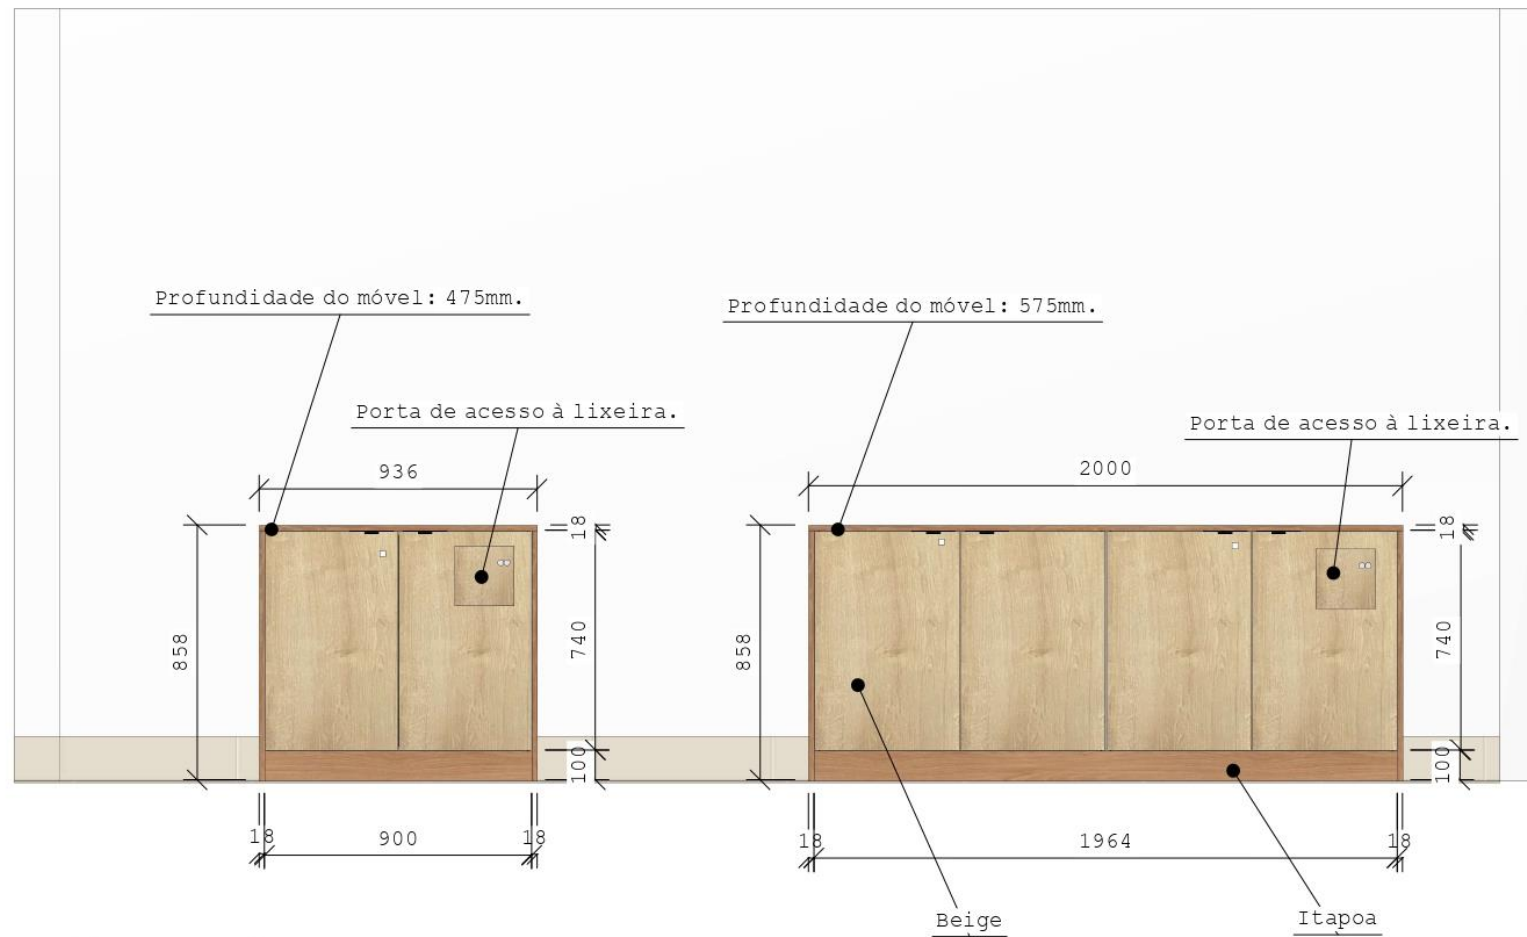 Profundidade do móvel: 475mm.
Profundidade do móvel: 575mm.
Porta de acesso à lixeira.
Porta de acesso à lixeira.
936
2000
18
18
858
740
858
740
100
100
18
900
18
18
1964
18
Beige
Itapoa